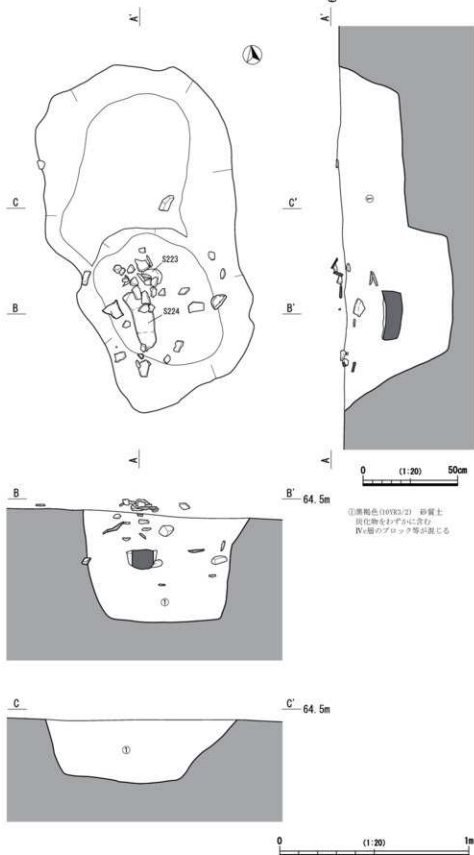 A'
A'
C
C'
S223
B
S224
B'
①
A
A
0 (1:20) 50cm
B
B' 64.5m
①黒褐色(10YR3/2) 砂質土
炭化物をわずかに含む
Ⅳc層のブロック等が混じる
①
C
C' 64.5m
①
0 (1:20) 1m